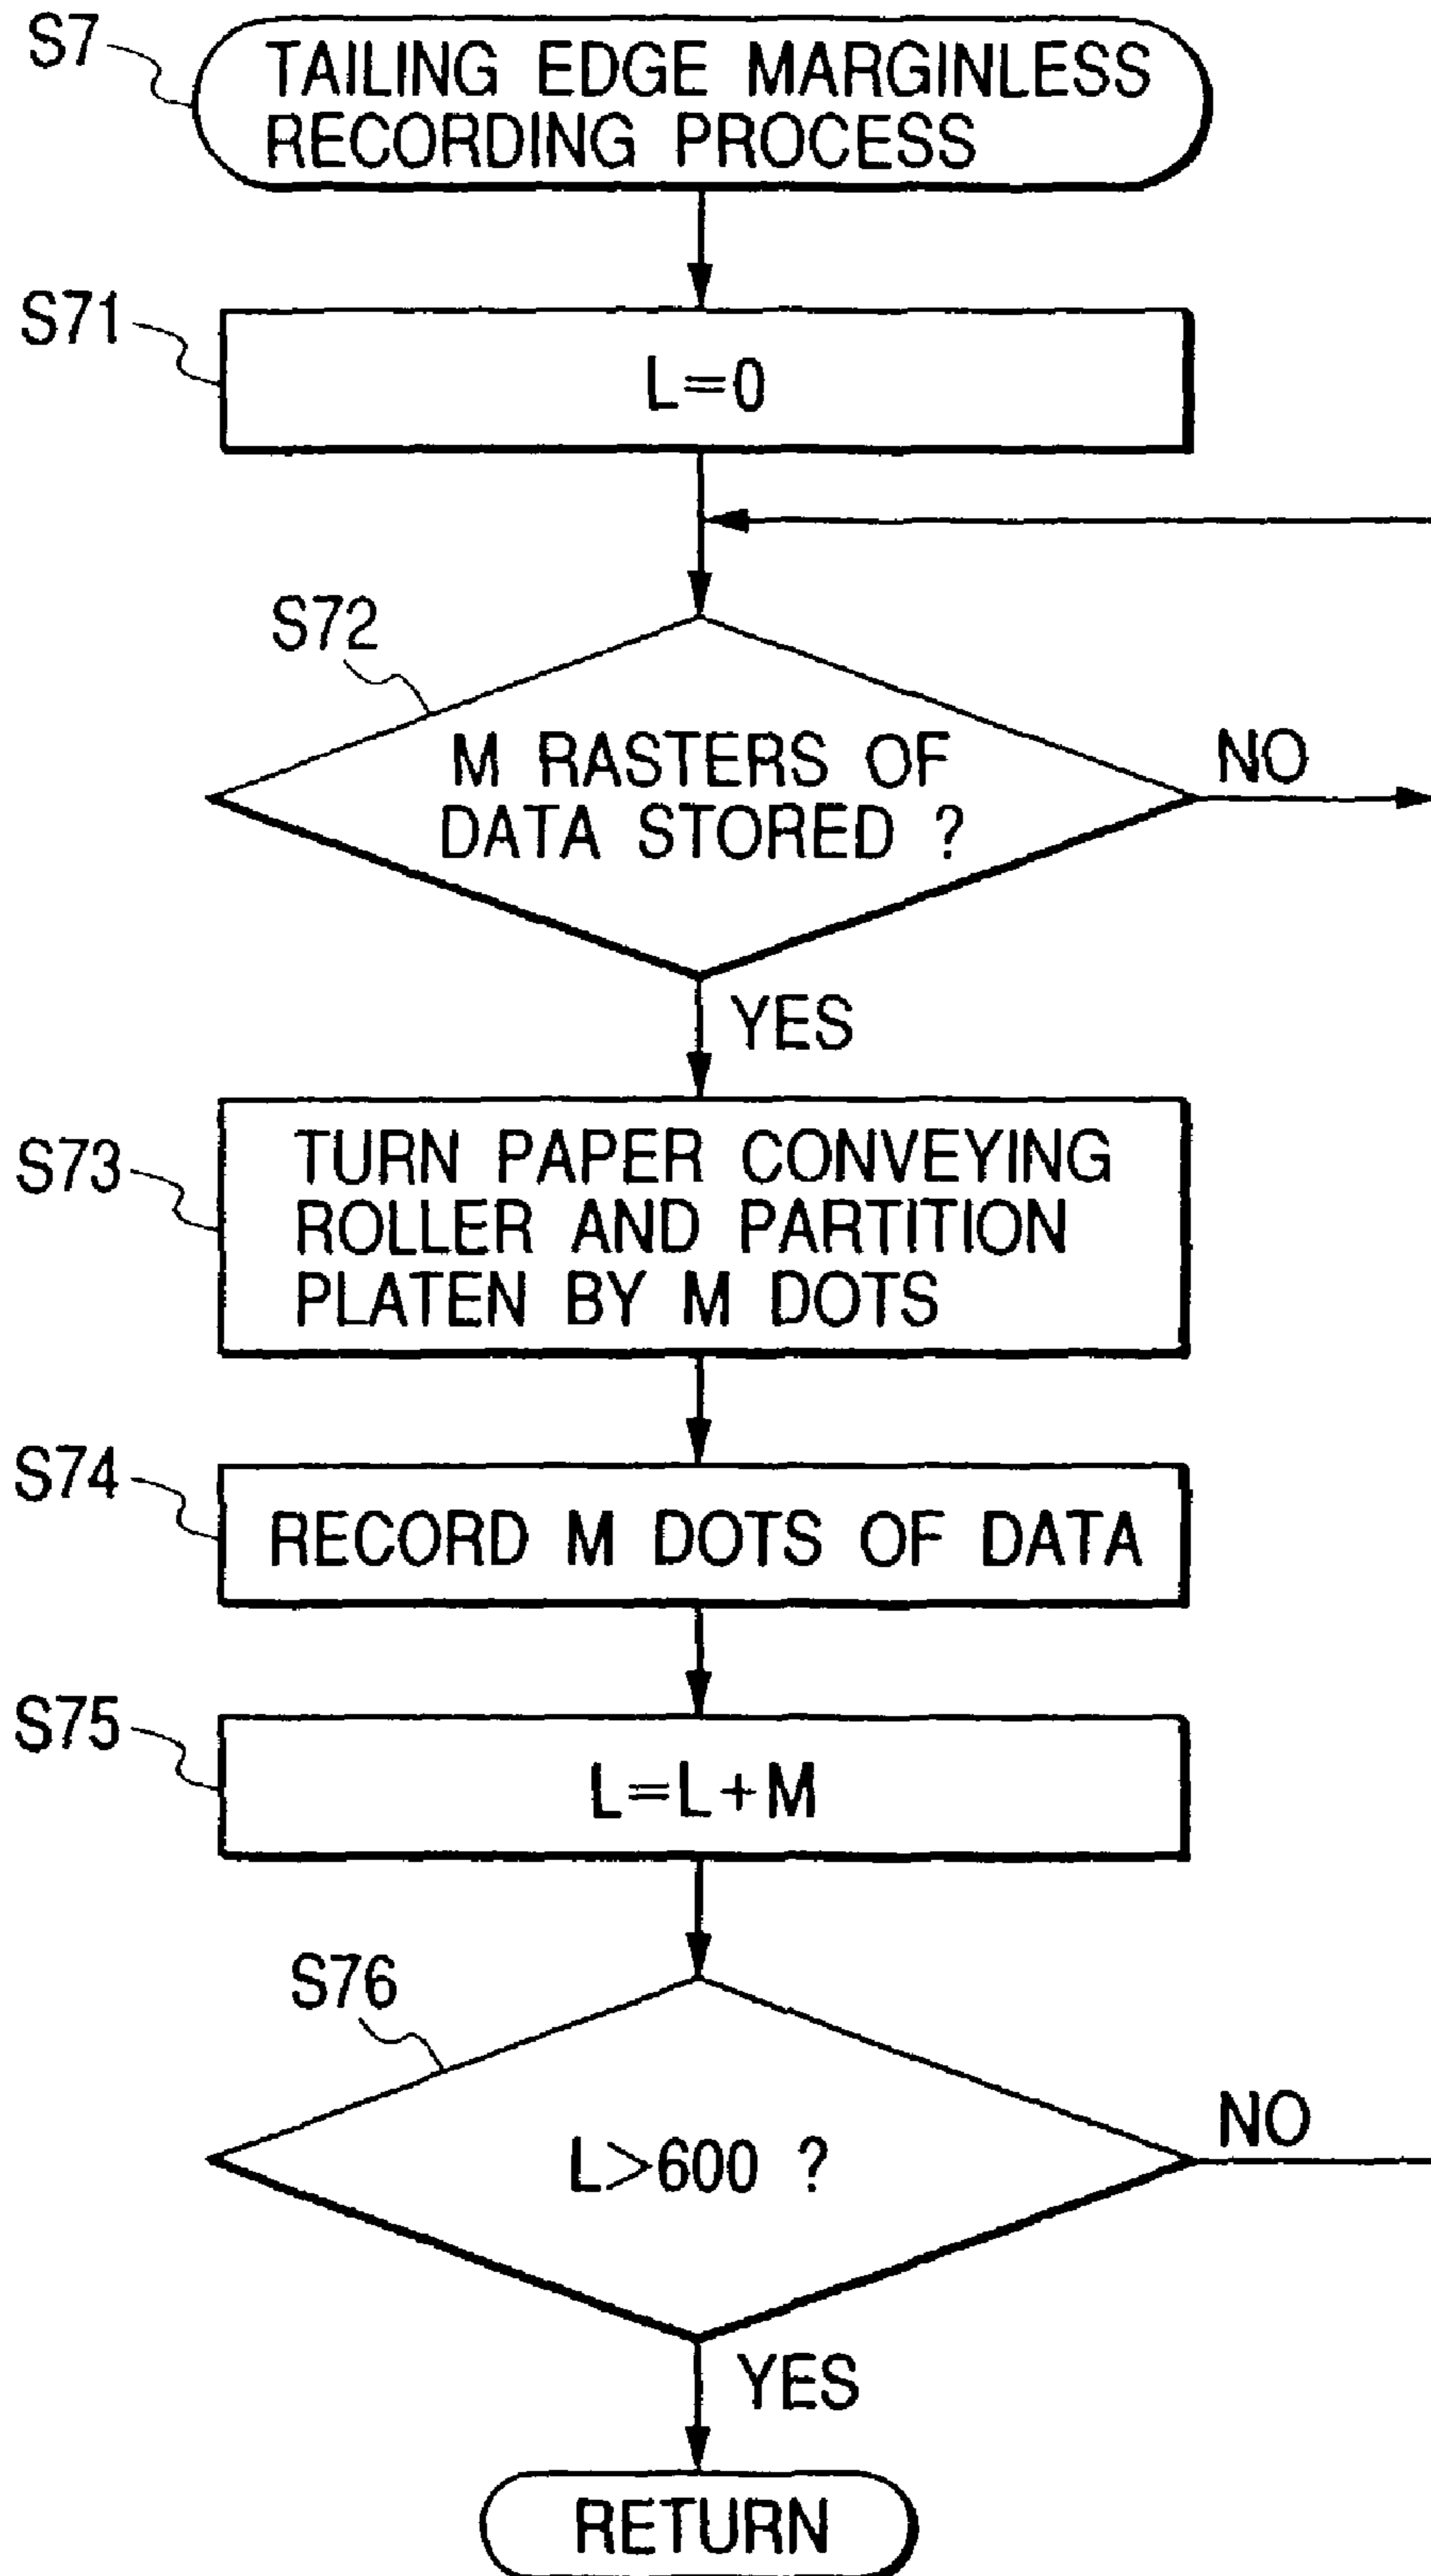 S7
TAILING EDGE MARGINLESS
RECORDING PROCESS
S71
L=0
S72
M RASTERS OF
DATA STORED ?
NO
YES
S73
TURN PAPER CONVEYING
ROLLER AND PARTITION
PLATEN BY M DOTS
S74
RECORD M DOTS OF DATA
S75
L=L+M
S76
L>600 ?
NO
YES
RETURN